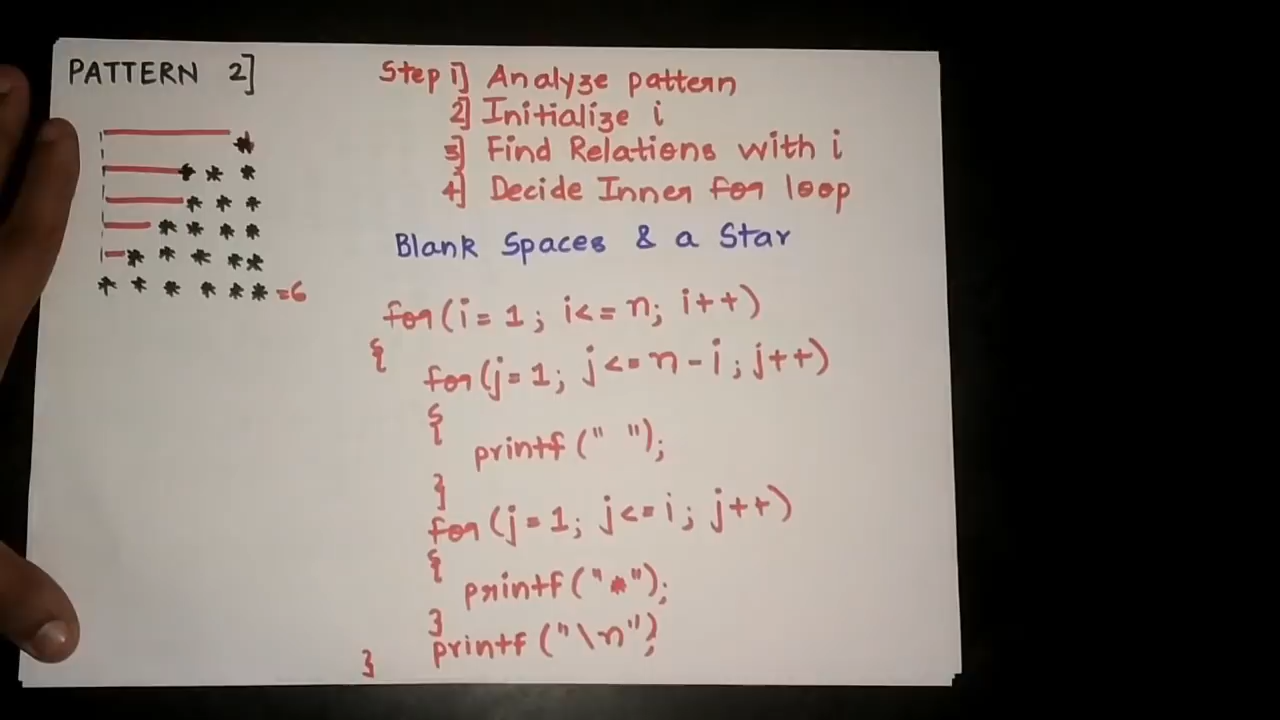 PATTERN 2]
*
* * *
* * *
* * * *
* * * * *
* * * * * * =6
Step 1] Analyze pattern
2] Initialize i
3] Find Relations with i
4] Decide Inner for loop
Blank Spaces & a Star
for(i=1; i<=n; i++)
{
for(j=1; j<=n-i; j++)
{
printf(" ");
}
for(j=1; j<=i; j++)
{
printf("*");
}
printf("\n");
}